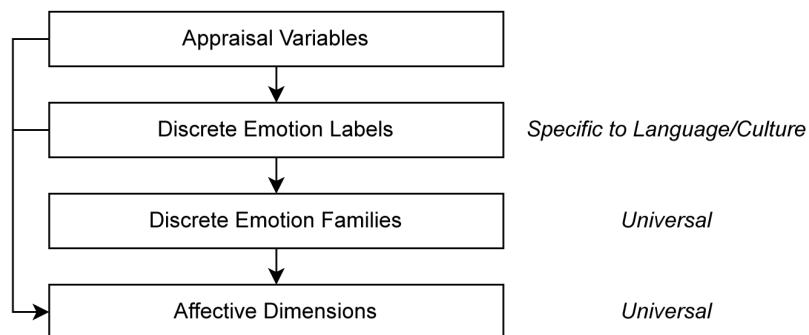 Appraisal Variables
Discrete Emotion Labels
Specific to Language/Culture
Discrete Emotion Families
Universal
Affective Dimensions
Universal